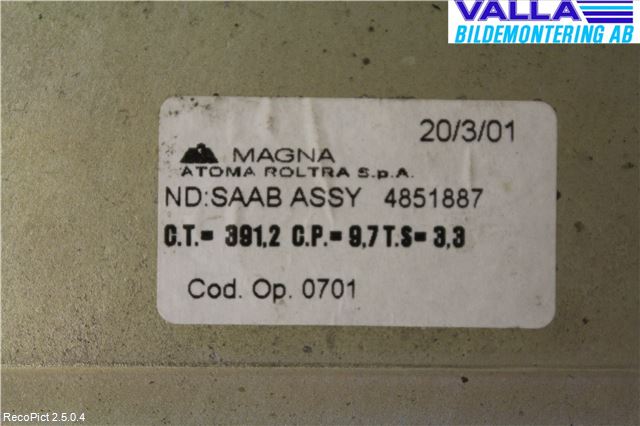 VALLA
BILDEMONTERING AB
20/3/01
MAGNA
ATOMA ROLTRA S.p.A.
ND:SAAB ASSY 4851887
C.T.= 391,2 C.P.= 9,7 T.S= 3,3
Cod. Op. 0701
RecoPict 2.5.0.4